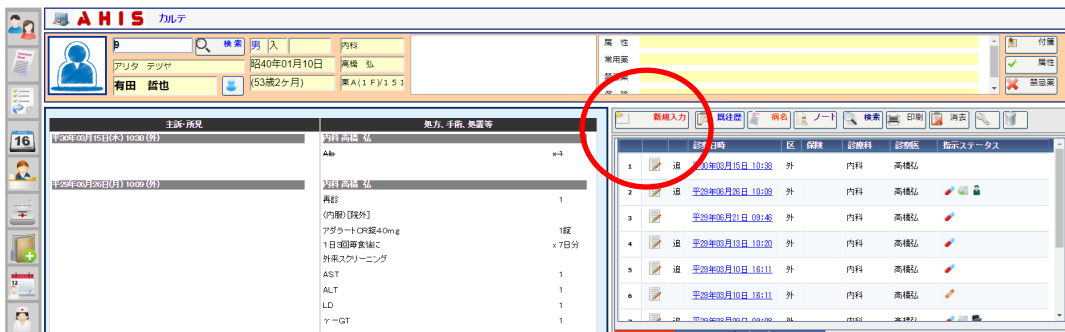 AHIS カルテ
9 検索 男 入 内科
アリタ テツヤ 昭40年01月10日 高橋 弘
有田 哲也 (53歳2ヶ月) 東A(1F)/151
属 性
常用薬
付箋
属性
禁忌薬
主訴・所見 処方、手術、処置等
平30年03月15日(木) 10:38 (外) 内科 高橋 弘
Alb ×1
平29年06月26日(月) 10:09 (外) 内科 高橋 弘
再診 1
(内服)[院外]
アダラートCR錠40mg 1錠
1日3回毎食後に ×7日分
外来スクリーニング
AST 1
ALT 1
LD 1
γ－GT 1
新規入力 既往歴 病名 ノート 検索 印刷 消去
診察日時 区 保険 診療科 診察医 指示ステータス
1 追 平30年03月15日 10:38 外 内科 高橋弘
2 追 平29年06月26日 10:09 外 内科 高橋弘
3 平29年06月21日 09:46 外 内科 高橋弘
4 追 平29年03月13日 10:20 外 内科 高橋弘
5 追 平29年03月10日 16:11 外 内科 高橋弘
6 平29年03月10日 16:11 外 内科 高橋弘
16
12